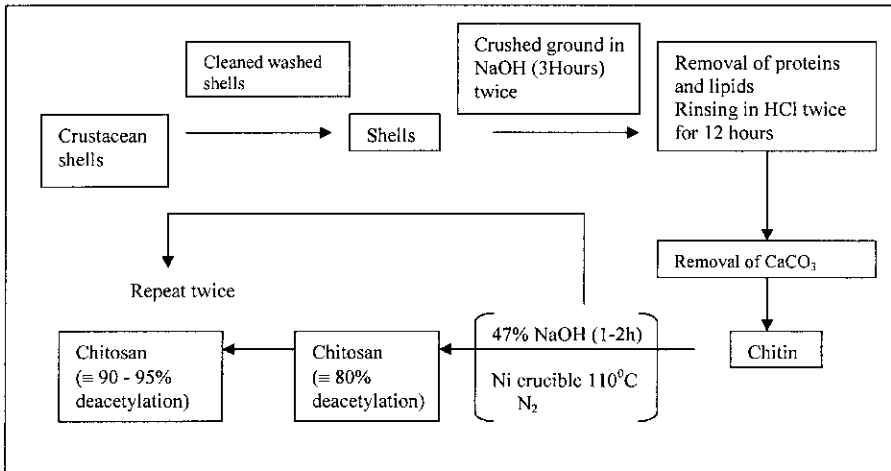 Cleaned washed
shells
Crushed ground in
NaOH (3Hours)
twice
Removal of proteins
and lipids
Rinsing in HCl twice
for 12 hours
Crustacean
shells
Shells
Removal of CaCO₃
Chitin
47% NaOH (1-2h)
Ni crucible 110⁰C
N₂
Repeat twice
Chitosan
(≡ 80%
deacetylation)
Chitosan
(≡ 90 - 95%
deacetylation)